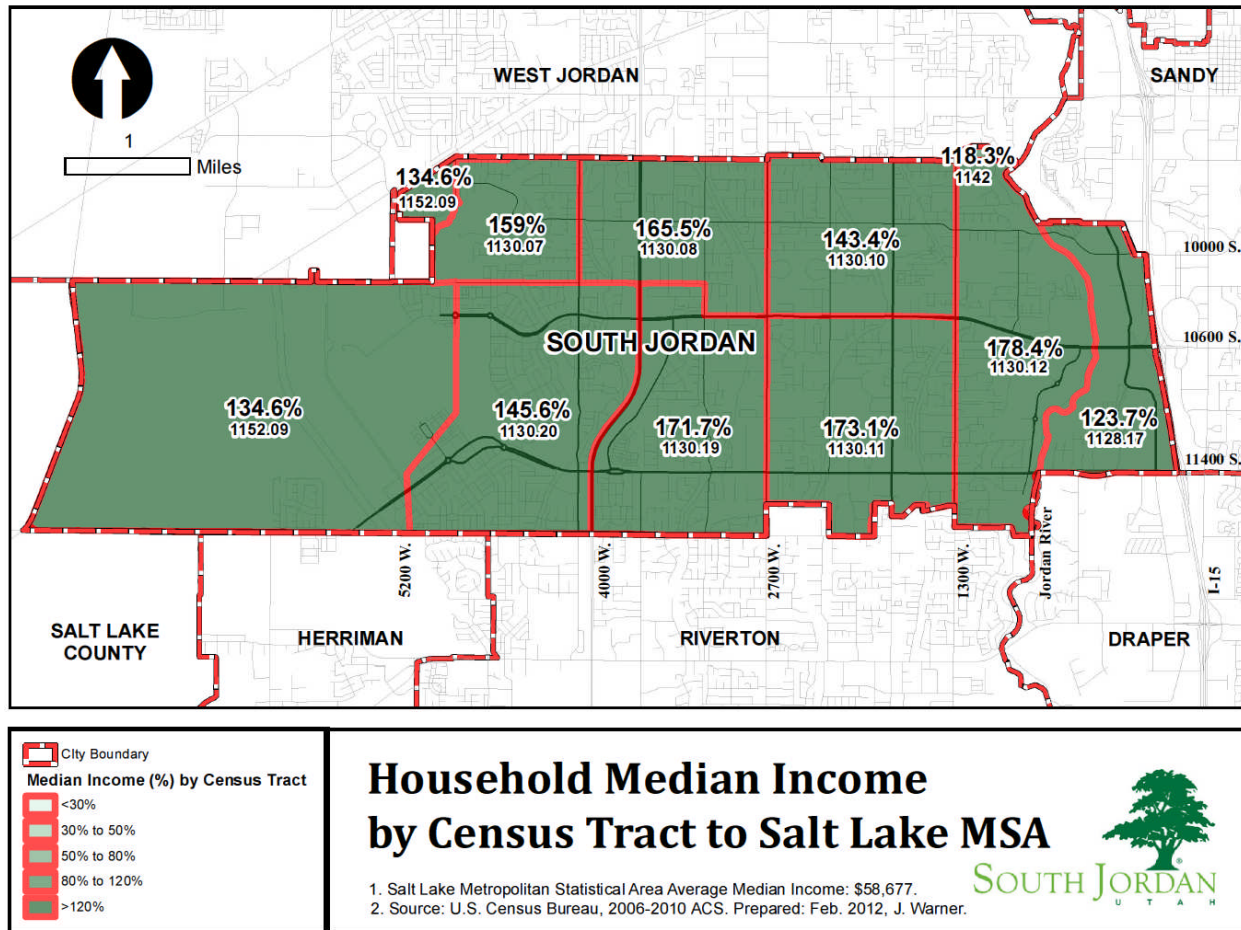 WEST JORDAN
SANDY
1
Miles
118.3%
1142
134.6%
1152.09
159%
1130.07
165.5%
1130.08
143.4%
1130.10
10000 S.
SOUTH JORDAN
10600 S.
178.4%
1130.12
134.6%
1152.09
145.6%
1130.20
171.7%
1130.19
173.1%
1130.11
123.7%
1128.17
11400 S.
5200 W.
4000 W.
2700 W.
1300 W.
Jordan River
I-15
SALT LAKE
COUNTY
HERRIMAN
RIVERTON
DRAPER
CIty Boundary
Median Income (%) by Census Tract
<30%
30% to 50%
50% to 80%
80% to 120%
>120%
Household Median Income
by Census Tract to Salt Lake MSA
1. Salt Lake Metropolitan Statistical Area Average Median Income: $58,677.
2. Source: U.S. Census Bureau, 2006-2010 ACS. Prepared: Feb. 2012, J. Warner.
®
SOUTH JORDAN
UTAH